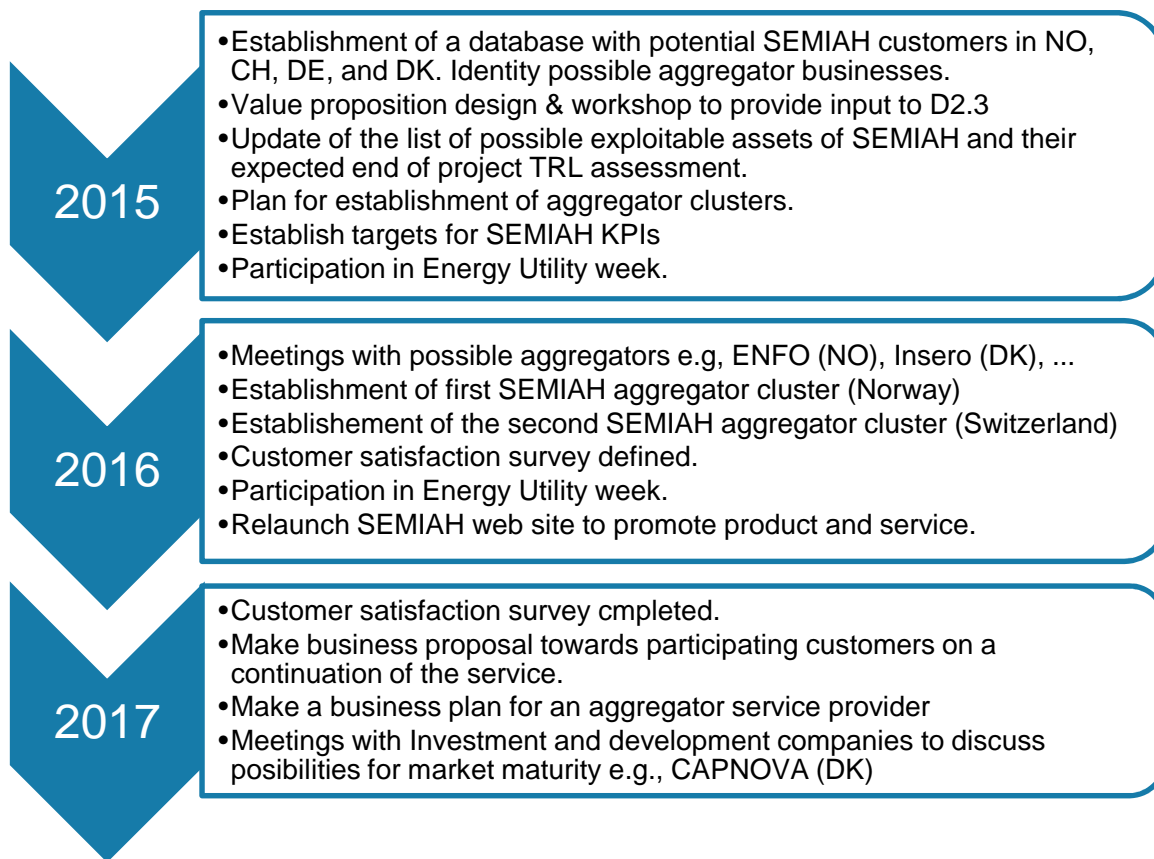 2015
•Establishment of a database with potential SEMIAH customers in NO,
CH, DE, and DK. Identity possible aggregator businesses.
•Value proposition design & workshop to provide input to D2.3
•Update of the list of possible exploitable assets of SEMIAH and their
expected end of project TRL assessment.
•Plan for establishment of aggregator clusters.
•Establish targets for SEMIAH KPIs
•Participation in Energy Utility week.
2016
•Meetings with possible aggregators e.g, ENFO (NO), Insero (DK), ...
•Establishment of first SEMIAH aggregator cluster (Norway)
•Establishement of the second SEMIAH aggregator cluster (Switzerland)
•Customer satisfaction survey defined.
•Participation in Energy Utility week.
•Relaunch SEMIAH web site to promote product and service.
2017
•Customer satisfaction survey cmpleted.
•Make business proposal towards participating customers on a
continuation of the service.
•Make a business plan for an aggregator service provider
•Meetings with Investment and development companies to discuss
posibilities for market maturity e.g., CAPNOVA (DK)